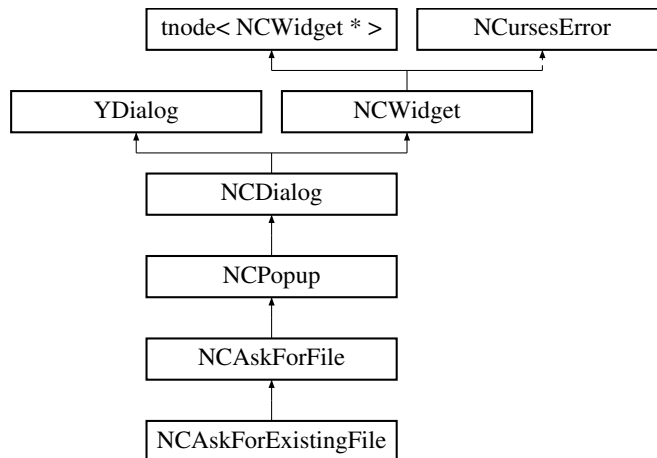 tnode< NCWidget * >
NCursesError
YDialog
NCWidget
NCDialog
NCPopup
NCAskForFile
NCAskForExistingFile